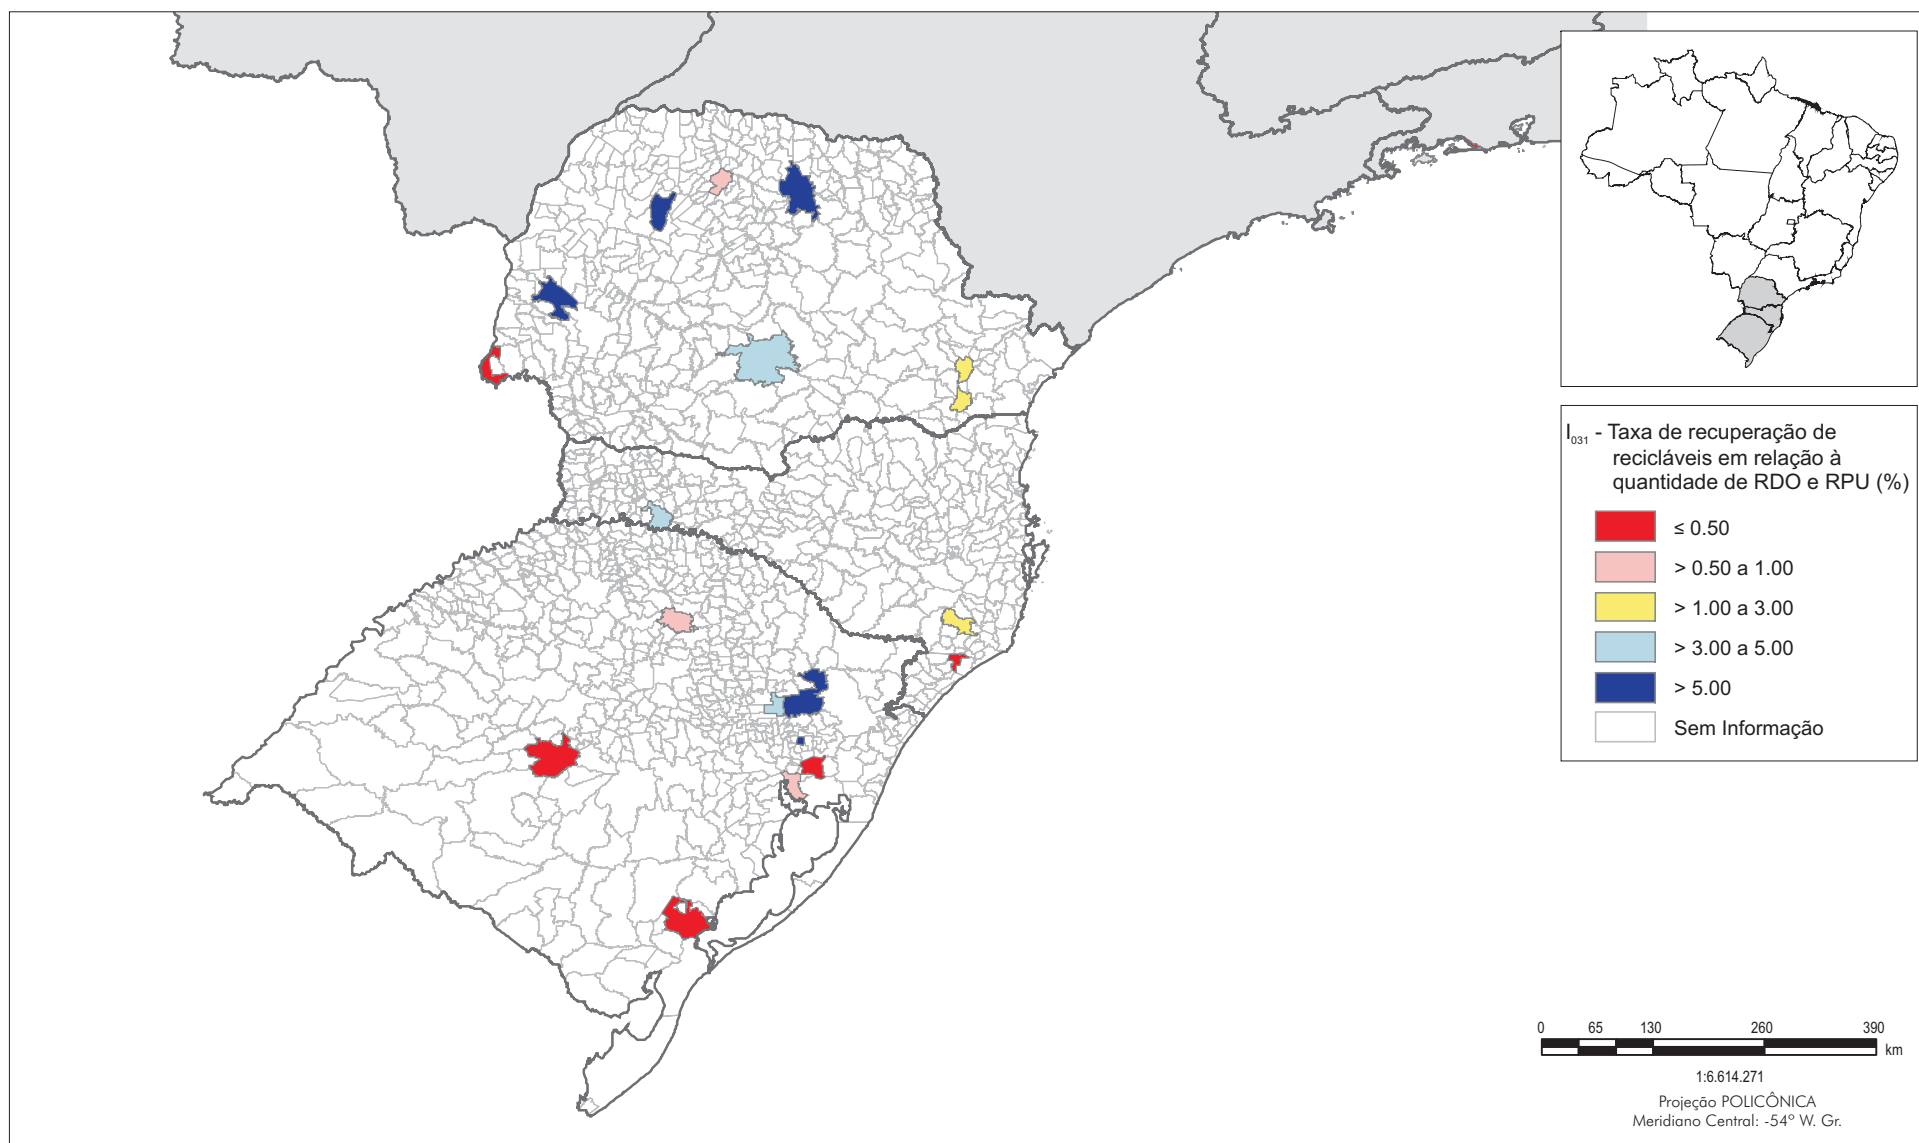 I031 - Taxa de recuperação de
recicláveis em relação à
quantidade de RDO e RPU (%)
≤ 0.50
> 0.50 a 1.00
> 1.00 a 3.00
> 3.00 a 5.00
> 5.00
Sem Informação
0 65 130 260 390
km
1:6.614.271
Projeção POLICÔNICA
Meridiano Central: -54º W. Gr.